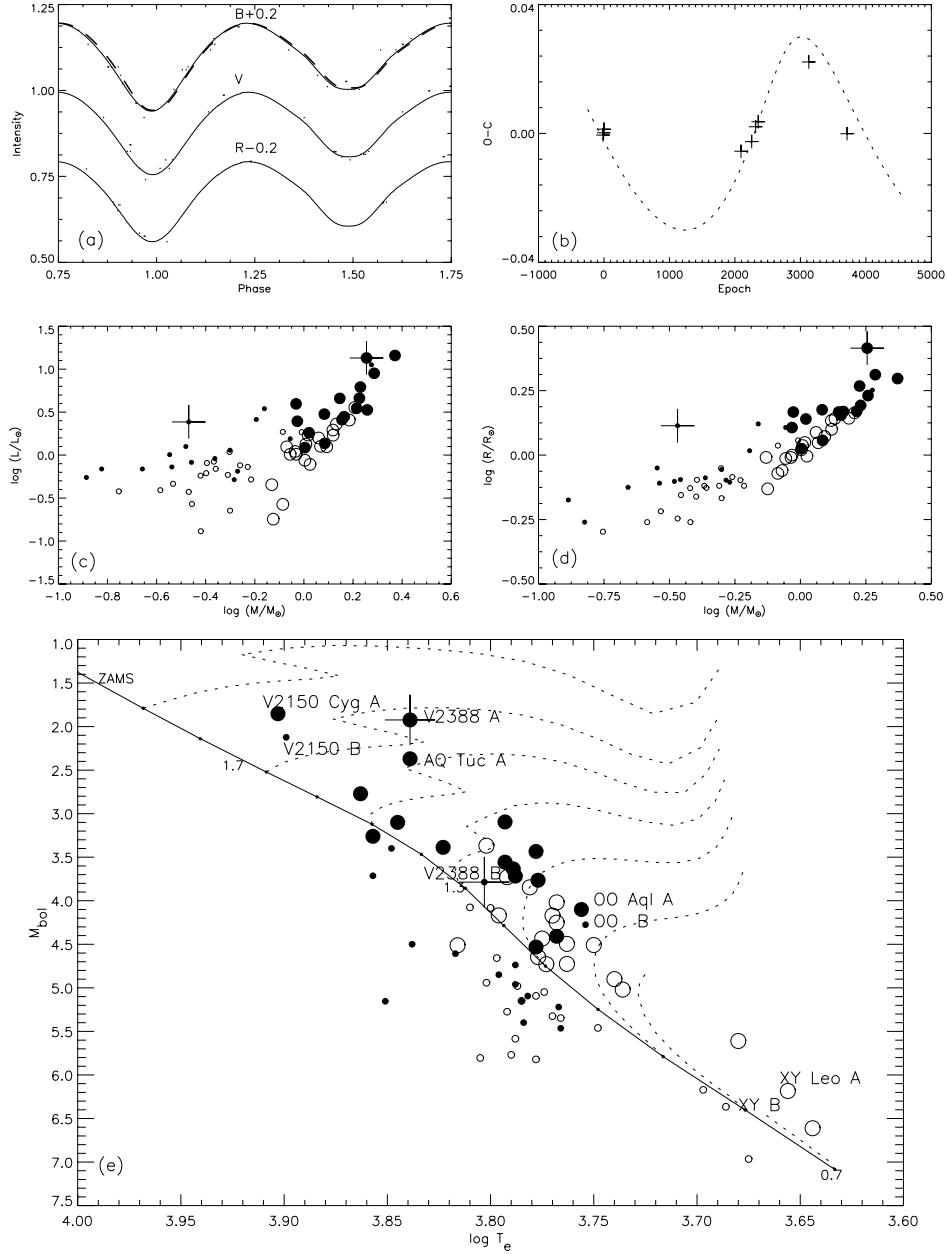 1.25
1.00
0.75
0.50
Intensity
B+0.2
V
R−0.2
(a)
0.75 1.00 1.25 1.50 1.75
Phase
0.04
0.00
−0.04
O−C
(b)
−1000 0 1000 2000 3000 4000 5000
Epoch
1.5
1.0
0.5
0.0
−0.5
−1.0
−1.5
log (L/L☉)
(c)
−1.0 −0.8 −0.6 −0.4 −0.2 0.0 0.2 0.4 0.6
log (M/M☉)
0.50
0.25
0.00
−0.25
−0.50
log (R/R☉)
(d)
−1.00 −0.75 −0.50 −0.25 0.00 0.25 0.50
log (M/M☉)
1.0
1.5
2.0
2.5
3.0
3.5
4.0
4.5
5.0
5.5
6.0
6.5
7.0
7.5
Mbol
ZAMS
V2150 Cyg A
V2388 A
V2150 B
AQ Tuc A
1.7
V2388 B
1.3
OO Aql A
OO B
XY Leo A
XY B
0.7
(e)
4.00 3.95 3.90 3.85 3.80 3.75 3.70 3.65 3.60
log Te